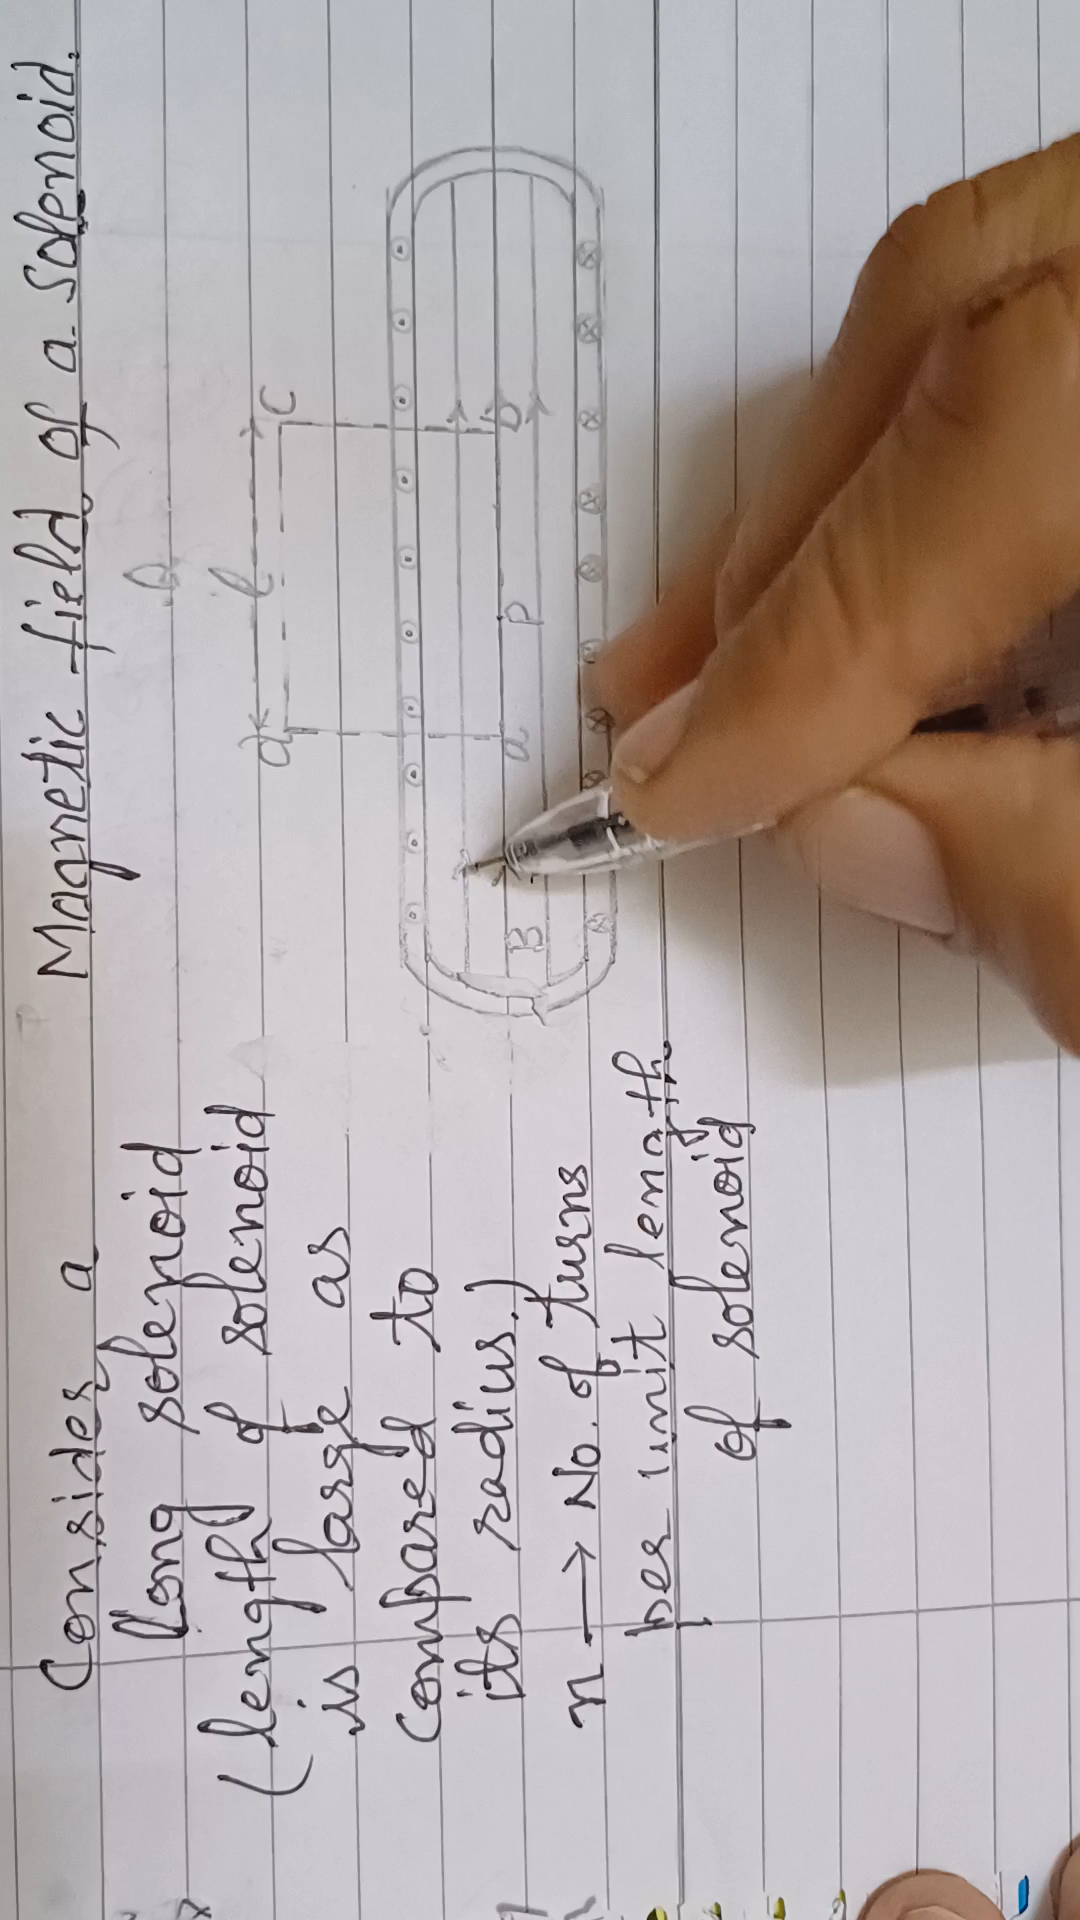 Magnetic field of a solenoid.
Consider a
long solenoid
(length of solenoid
is large as
compared to
its radius.)
n → No. of turns
per unit length
of solenoid
d l c
a P b
B